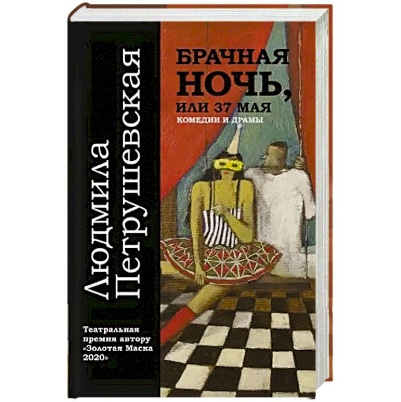 Людмила
Петрушевская
БРАЧНАЯ
НОЧЬ,
ИЛИ 37 МАЯ
КОМЕДИИ И ДРАМЫ
Театральная
премия автору
«Золотая Маска
2020»